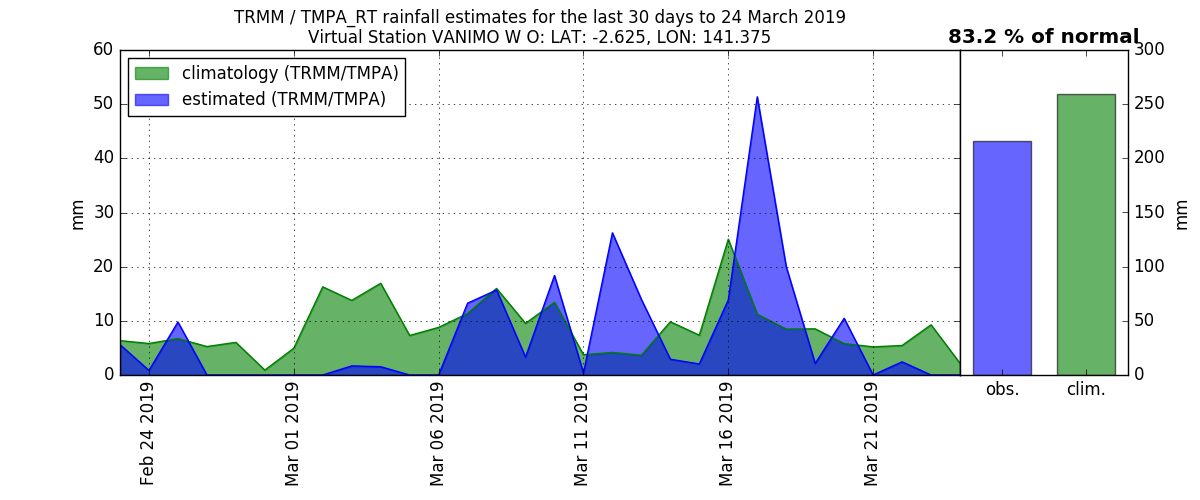 TRMM / TMPA_RT rainfall estimates for the last 30 days to 24 March 2019
Virtual Station VANIMO W O: LAT: -2.625, LON: 141.375
83.2 % of normal
climatology (TRMM/TMPA)
estimated (TRMM/TMPA)
60
50
40
30
20
10
0
mm
Feb 24 2019
Mar 01 2019
Mar 06 2019
Mar 11 2019
Mar 16 2019
Mar 21 2019
obs.
clim.
300
250
200
150
100
50
0
mm